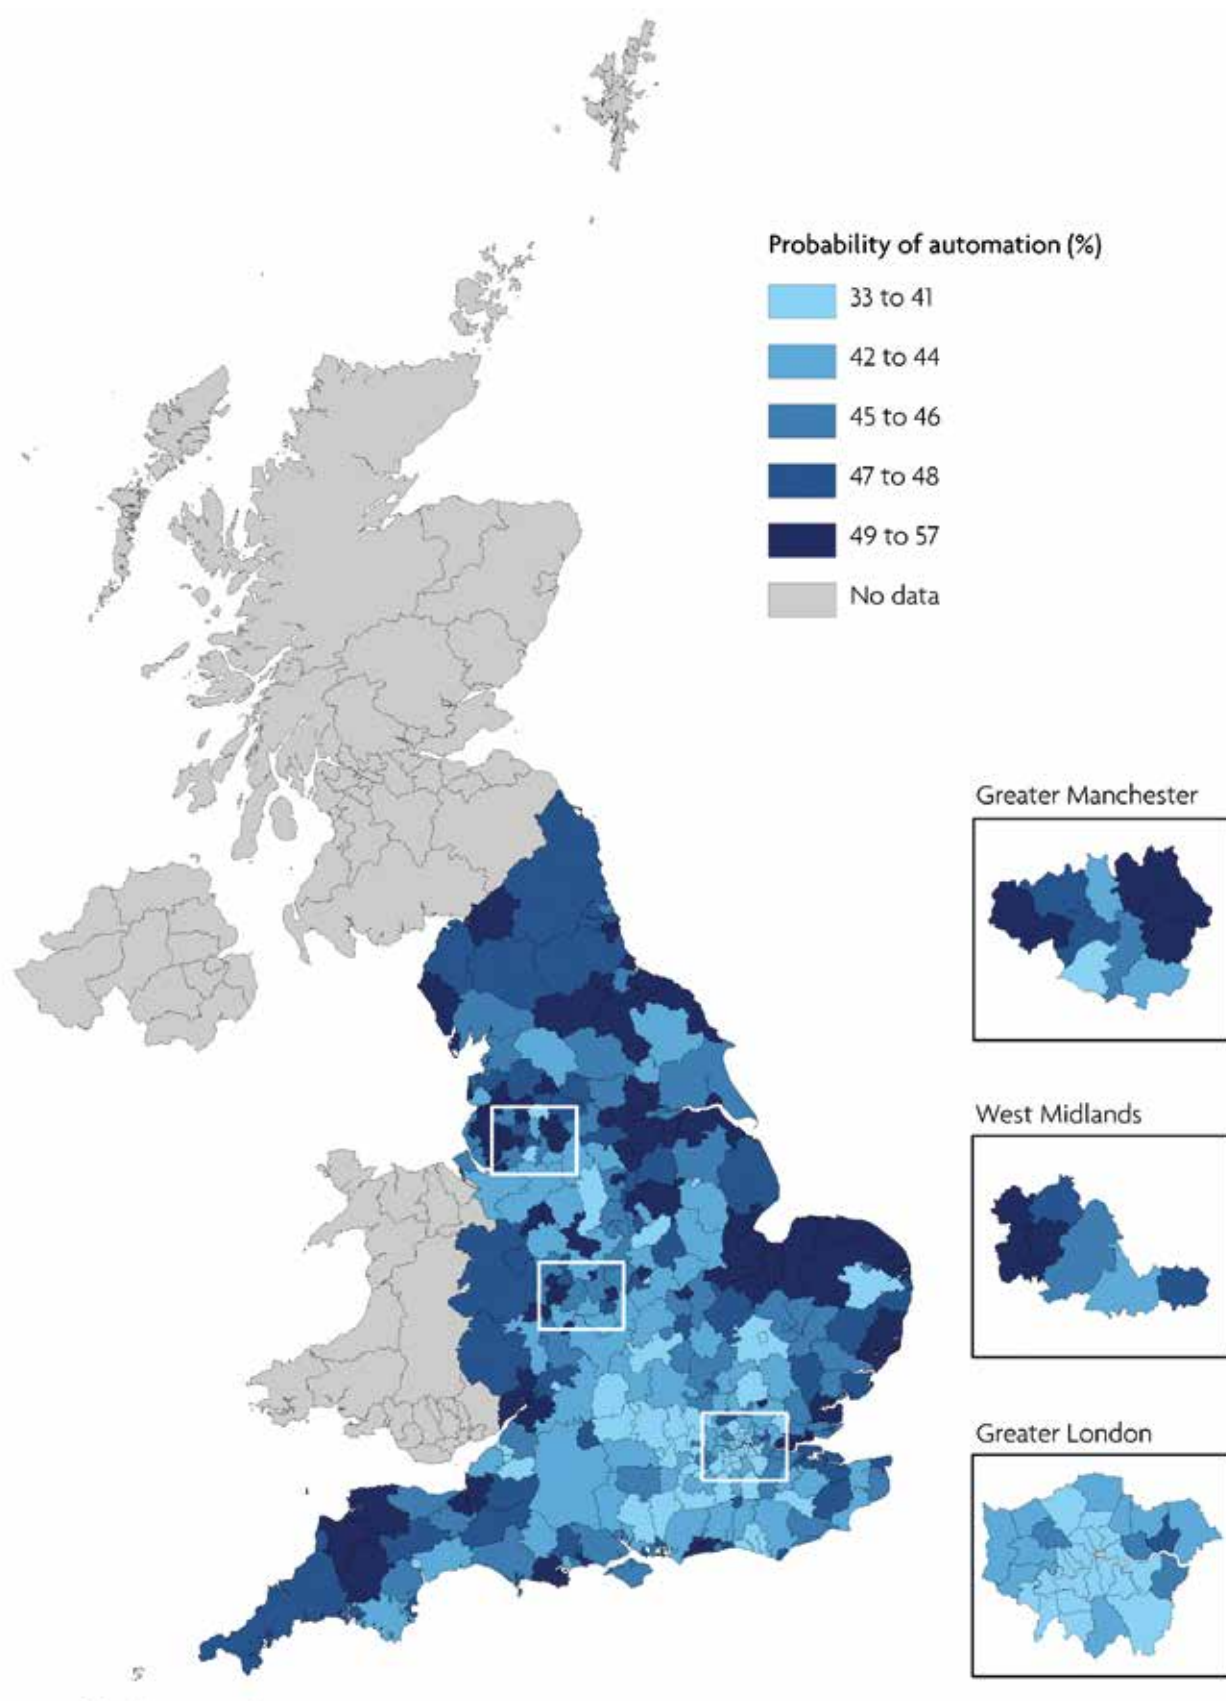 Probability of automation (%)
33 to 41
42 to 44
45 to 46
47 to 48
49 to 57
No data
Greater Manchester
West Midlands
Greater London